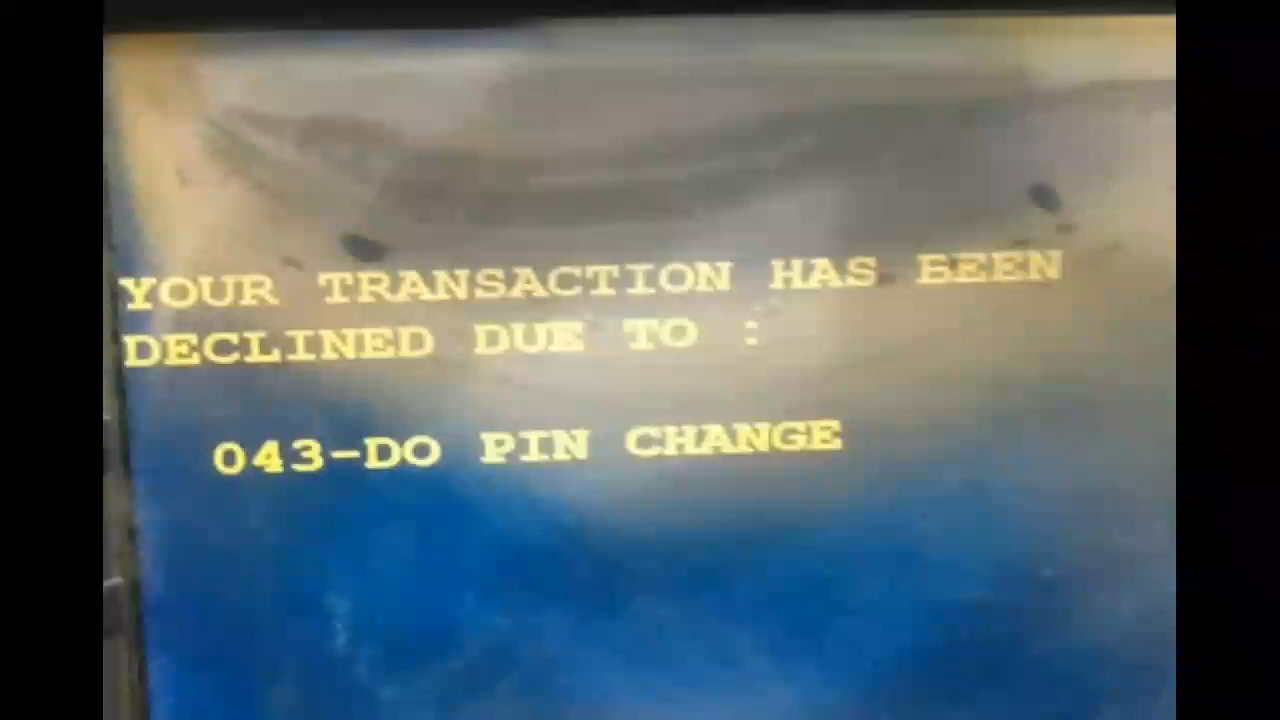 YOUR TRANSACTION HAS BEEN
DECLINED DUE TO :
043-DO PIN CHANGE